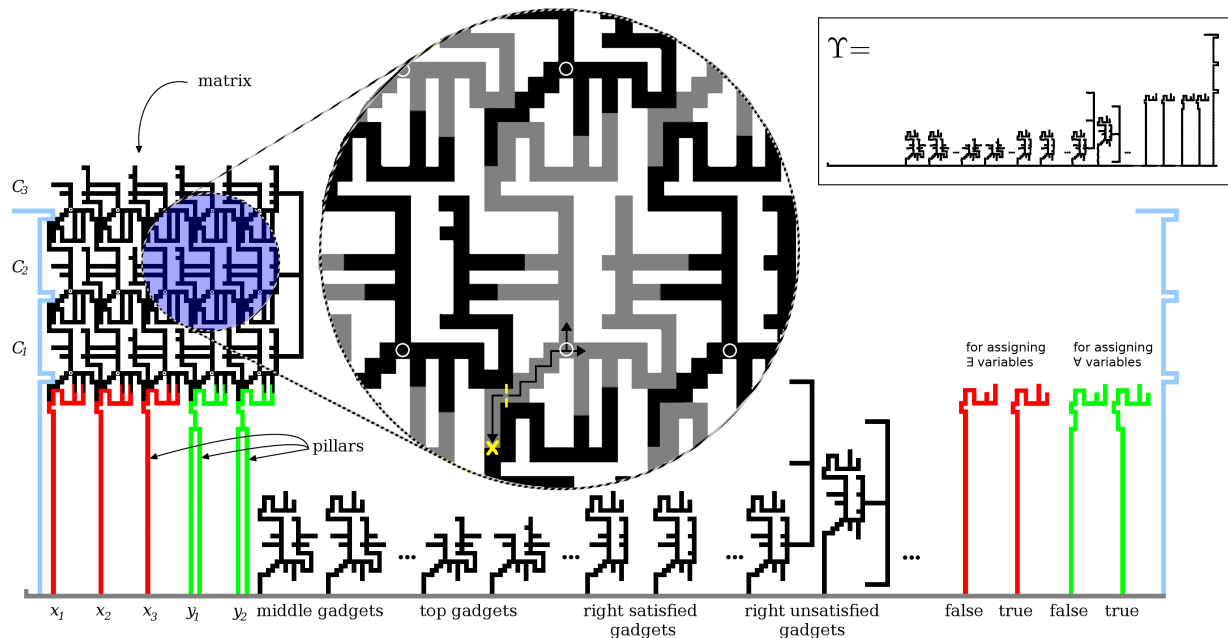 ϒ=
matrix
C3
C2
C1
for assigning
∃ variables
for assigning
∀ variables
pillars
... ... ... ... ...
x1 x2 x3 y1 y2 middle gadgets top gadgets right satisfied
gadgets right unsatisfied
gadgets false true false true